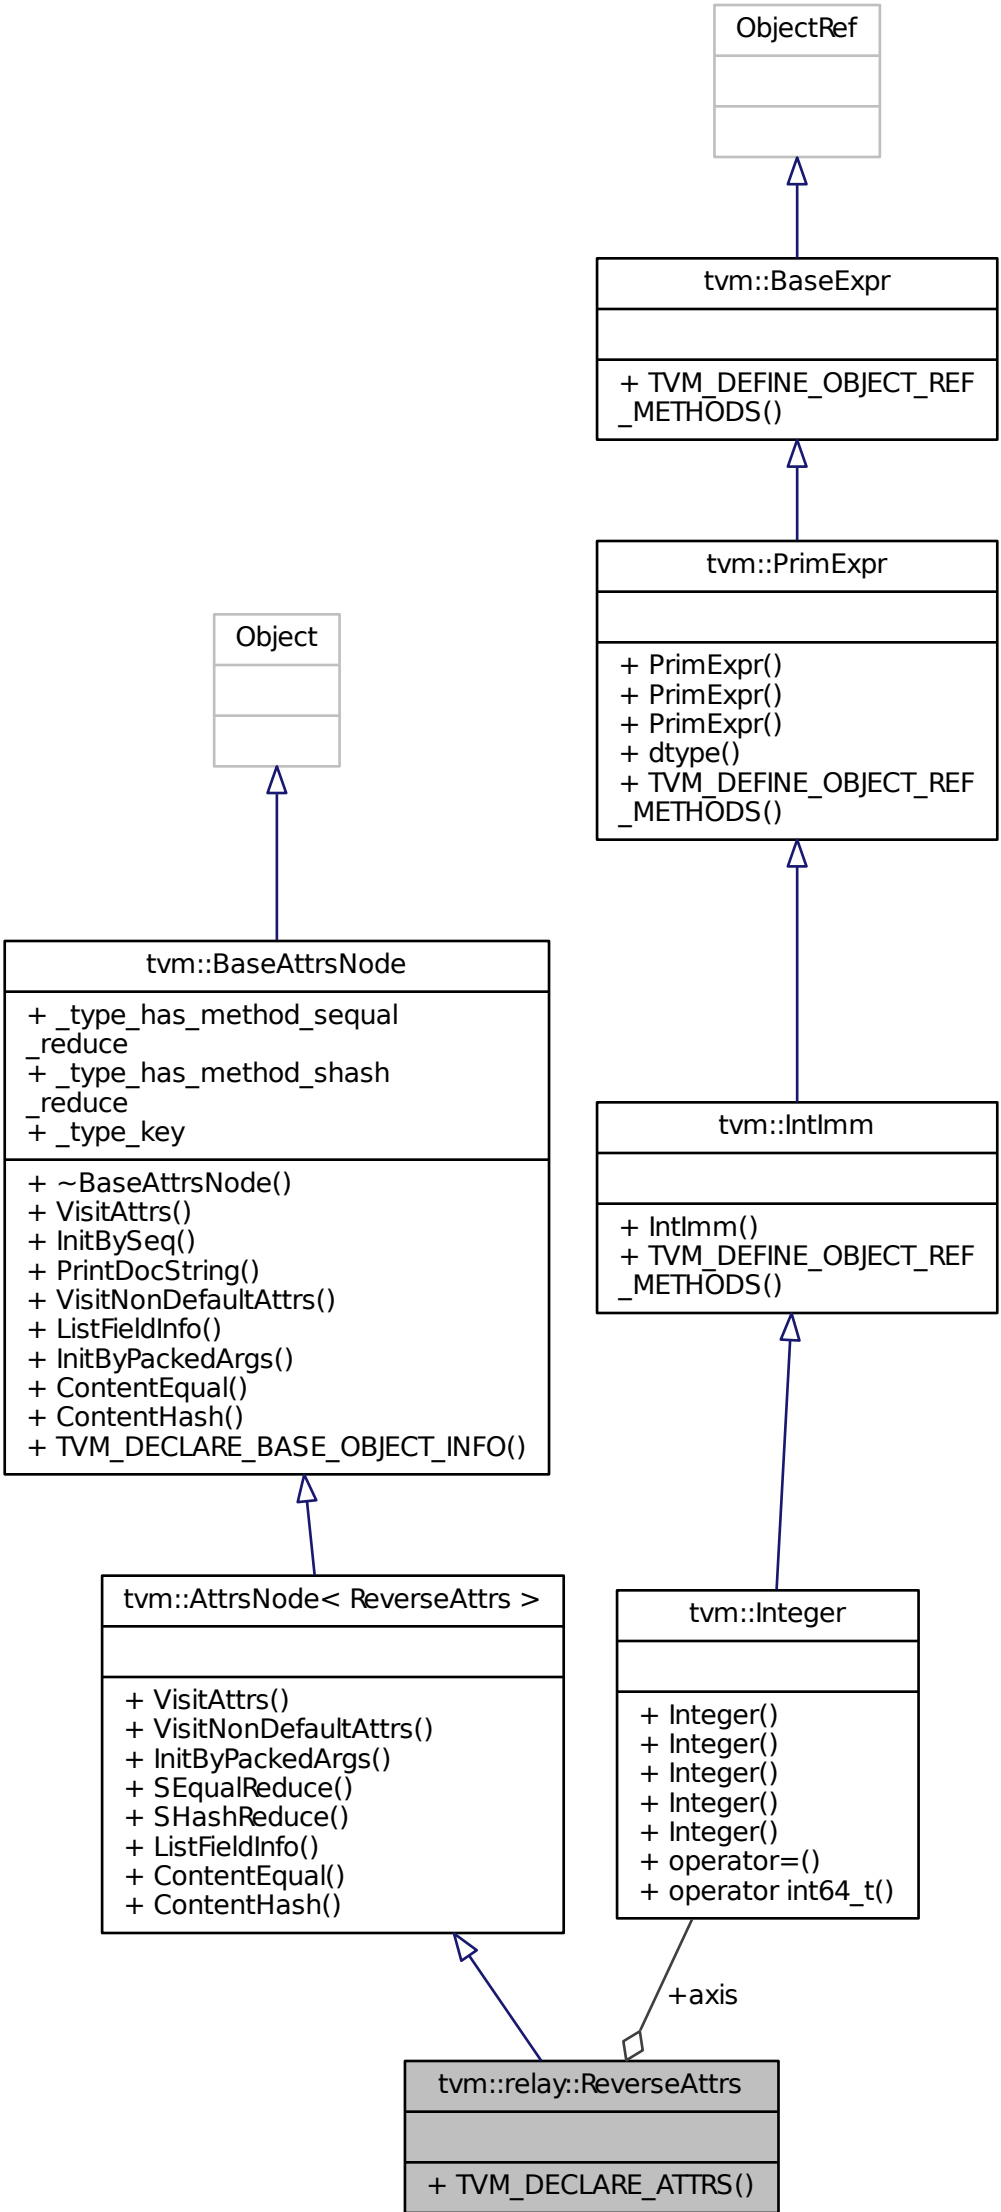 ObjectRef
tvm::BaseExpr
+ TVM_DEFINE_OBJECT_REF
_METHODS()
tvm::PrimExpr
+ PrimExpr()
+ PrimExpr()
+ PrimExpr()
+ dtype()
+ TVM_DEFINE_OBJECT_REF
_METHODS()
Object
tvm::BaseAttrsNode
+ _type_has_method_sequal
_reduce
+ _type_has_method_shash
_reduce
+ _type_key
+ ~BaseAttrsNode()
+ VisitAttrs()
+ InitBySeq()
+ PrintDocString()
+ VisitNonDefaultAttrs()
+ ListFieldInfo()
+ InitByPackedArgs()
+ ContentEqual()
+ ContentHash()
+ TVM_DECLARE_BASE_OBJECT_INFO()
tvm::IntImm
+ IntImm()
+ TVM_DEFINE_OBJECT_REF
_METHODS()
tvm::AttrsNode< ReverseAttrs >
+ VisitAttrs()
+ VisitNonDefaultAttrs()
+ InitByPackedArgs()
+ SEqualReduce()
+ SHashReduce()
+ ListFieldInfo()
+ ContentEqual()
+ ContentHash()
tvm::Integer
+ Integer()
+ Integer()
+ Integer()
+ Integer()
+ Integer()
+ operator=()
+ operator int64_t()
+axis
tvm::relay::ReverseAttrs
+ TVM_DECLARE_ATTRS()